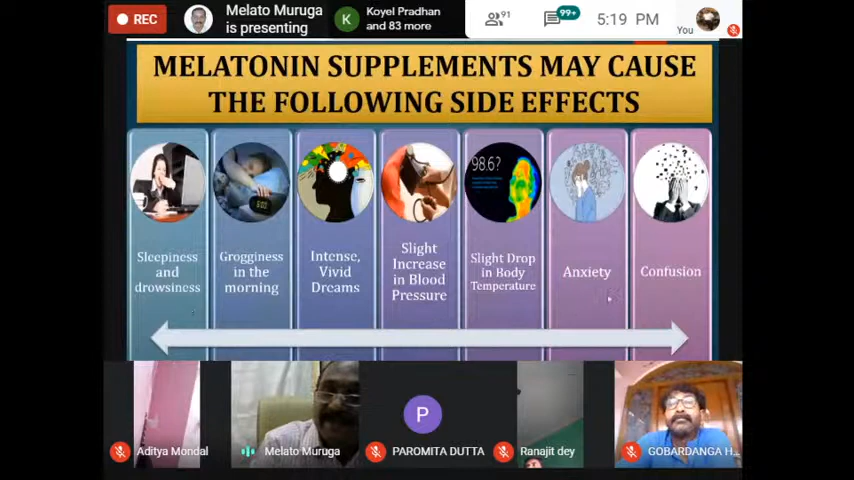 REC
Melato Muruga
is presenting
K
Koyel Pradhan
and 83 more
91
99+
5:19 PM
You
MELATONIN SUPPLEMENTS MAY CAUSE
THE FOLLOWING SIDE EFFECTS
98.6?
Sleepiness
and
drowsiness
Grogginess
in the
morning
Intense,
Vivid
Dreams
Slight
Increase
in Blood
Pressure
Slight Drop
in Body
Temperature
Anxiety
Confusion
P
Aditya Mondal
Melato Muruga
PAROMITA DUTTA
Ranajit dey
GOBARDANGA H...